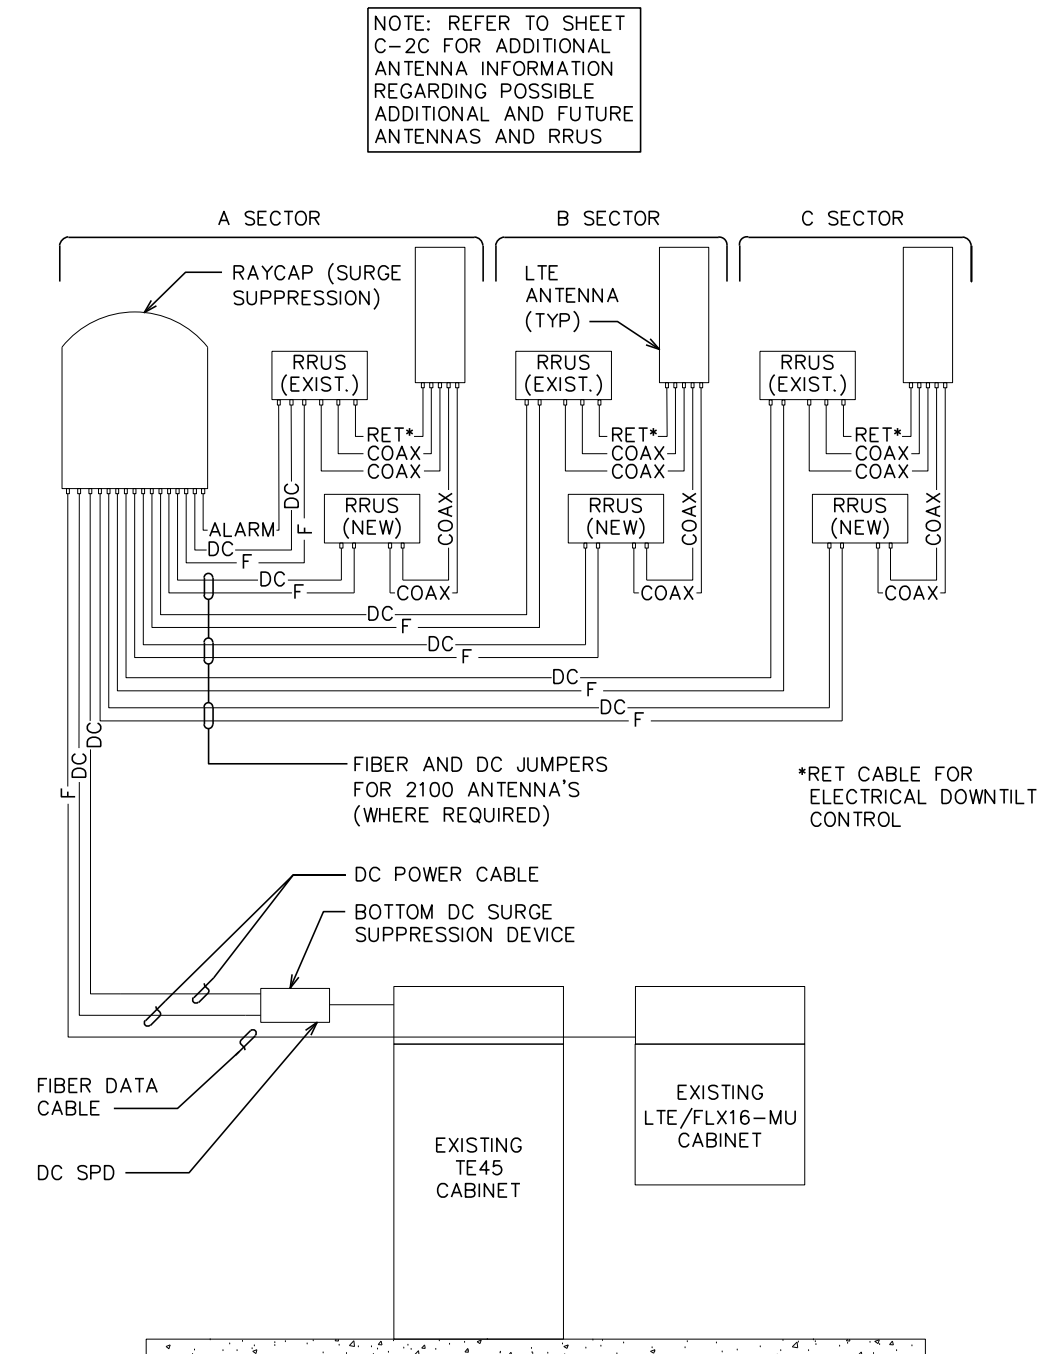 NOTE: REFER TO SHEET
C-2C FOR ADDITIONAL
ANTENNA INFORMATION
REGARDING POSSIBLE
ADDITIONAL AND FUTURE
ANTENNAS AND RRUS
A SECTOR
B SECTOR
C SECTOR
RAYCAP (SURGE
SUPPRESSION)
LTE
ANTENNA
(TYP)
RRUS
(EXIST.)
RRUS
(EXIST.)
RRUS
(EXIST.)
RET*
COAX
COAX
RET*
COAX
COAX
RET*
COAX
COAX
DC
F
COAX
COAX
COAX
RRUS
(NEW)
RRUS
(NEW)
RRUS
(NEW)
ALARM
DC
F
DC
F
COAX
COAX
COAX
DC
F
DC
F
DC
F
DC
F
DC
DC
F
FIBER AND DC JUMPERS
FOR 2100 ANTENNA'S
(WHERE REQUIRED)
*RET CABLE FOR
ELECTRICAL DOWNTILT
CONTROL
DC POWER CABLE
BOTTOM DC SURGE
SUPPRESSION DEVICE
FIBER DATA
CABLE
DC SPD
EXISTING
TE45
CABINET
EXISTING
LTE/FLX16-MU
CABINET